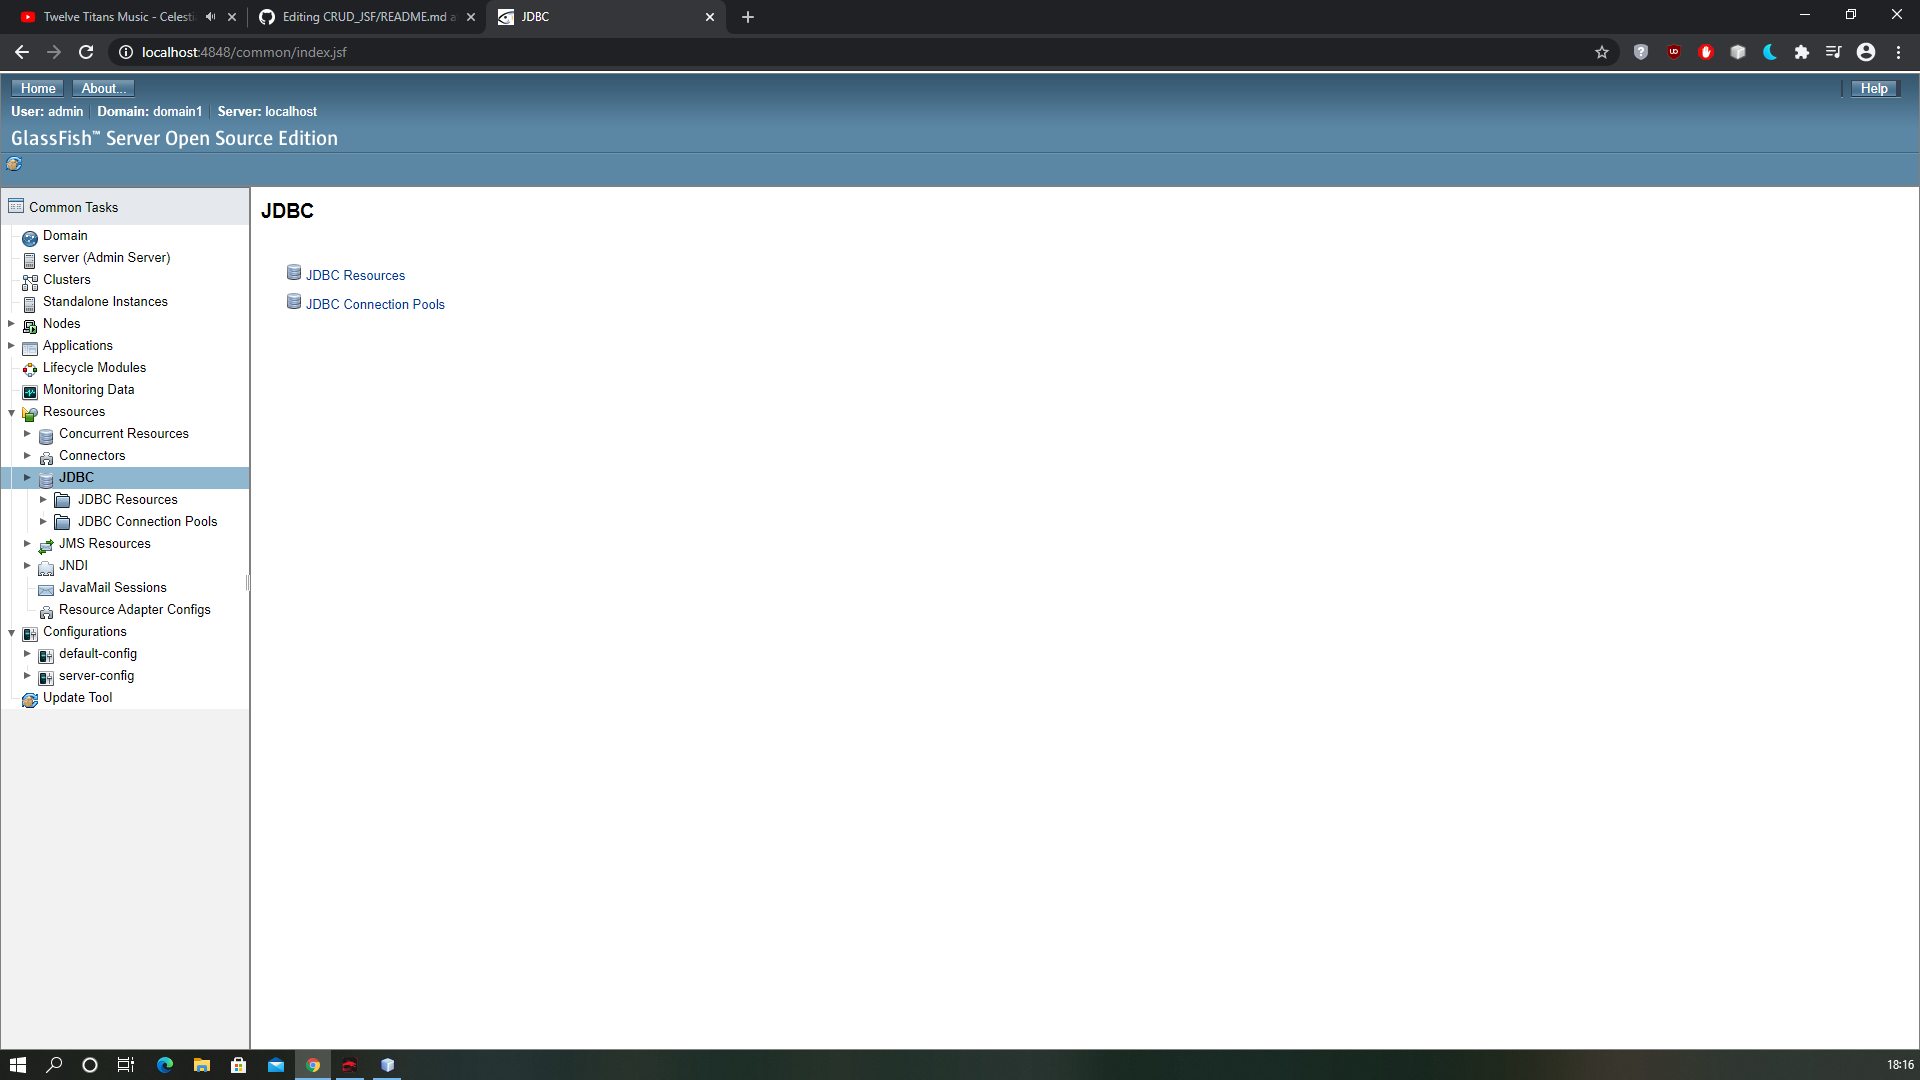 Twelve Titans Music - Celesti
Editing CRUD_JSF/README.md a
JDBC
localhost:4848/common/index.jsf
Home
About...
Help
User: admin
Domain: domain1
Server: localhost
GlassFish™ Server Open Source Edition
Common Tasks
Domain
server (Admin Server)
Clusters
Standalone Instances
Nodes
Applications
Lifecycle Modules
Monitoring Data
Resources
Concurrent Resources
Connectors
JDBC
JDBC Resources
JDBC Connection Pools
JMS Resources
JNDI
JavaMail Sessions
Resource Adapter Configs
Configurations
default-config
server-config
Update Tool
JDBC
JDBC Resources
JDBC Connection Pools
18:16